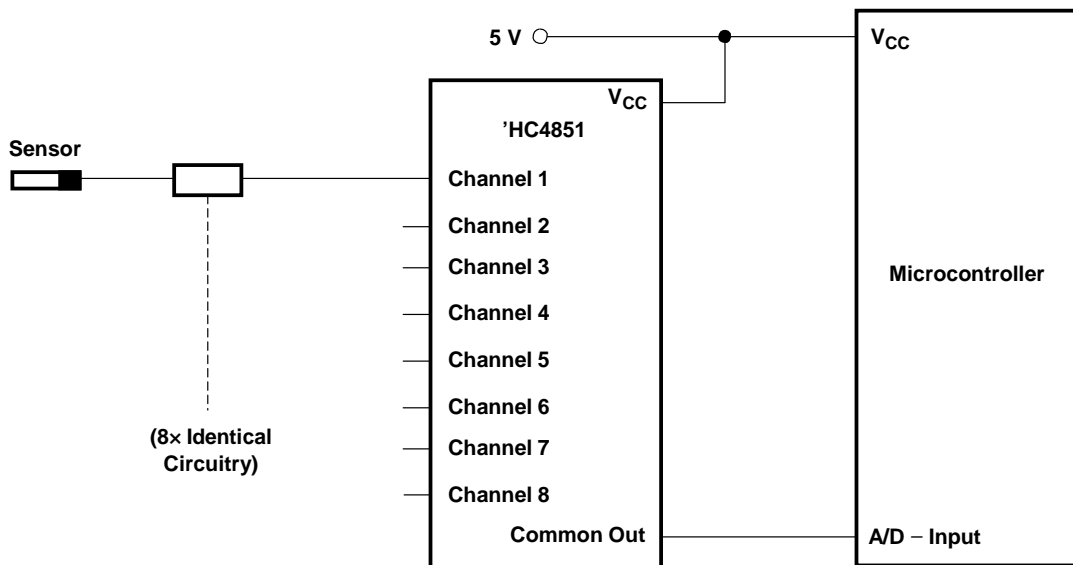 5 V
VCC
VCC
’HC4851
Sensor
Channel 1
Channel 2
Channel 3
Microcontroller
Channel 4
Channel 5
Channel 6
(8× Identical
Circuitry)
Channel 7
Channel 8
Common Out
A/D − Input